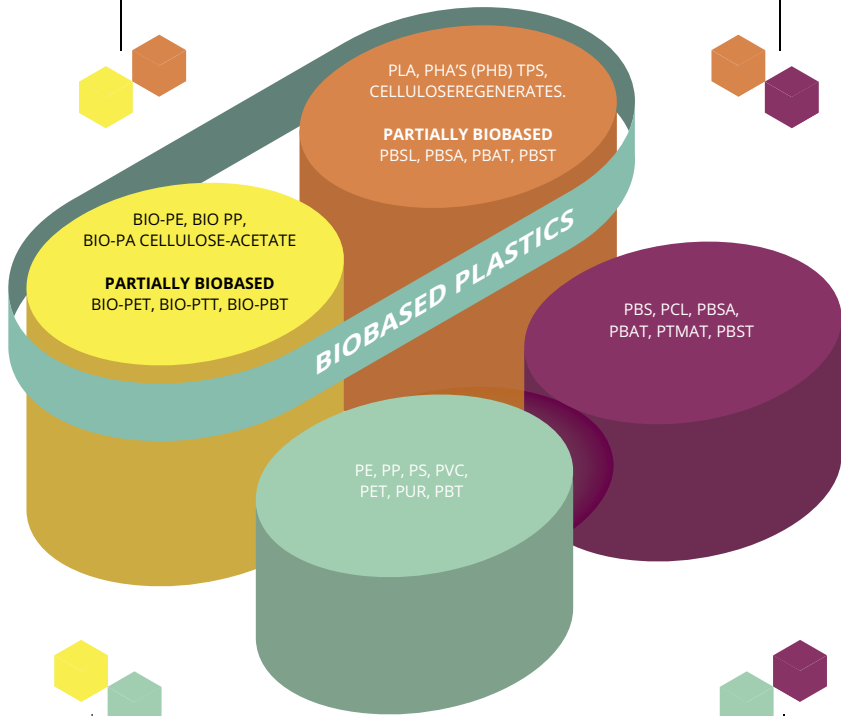 PLA, PHA'S (PHB) TPS,
CELLULOSEREGENERATES.
PARTIALLY BIOBASED
PBSL, PBSA, PBAT, PBST
BIO-PE, BIO PP,
BIO-PA CELLULOSE-ACETATE
PARTIALLY BIOBASED
BIO-PET, BIO-PTT, BIO-PBT
BIOBASED PLASTICS
PBS, PCL, PBSA,
PBAT, PTMAT, PBST
PE, PP, PS, PVC,
PET, PUR, PBT